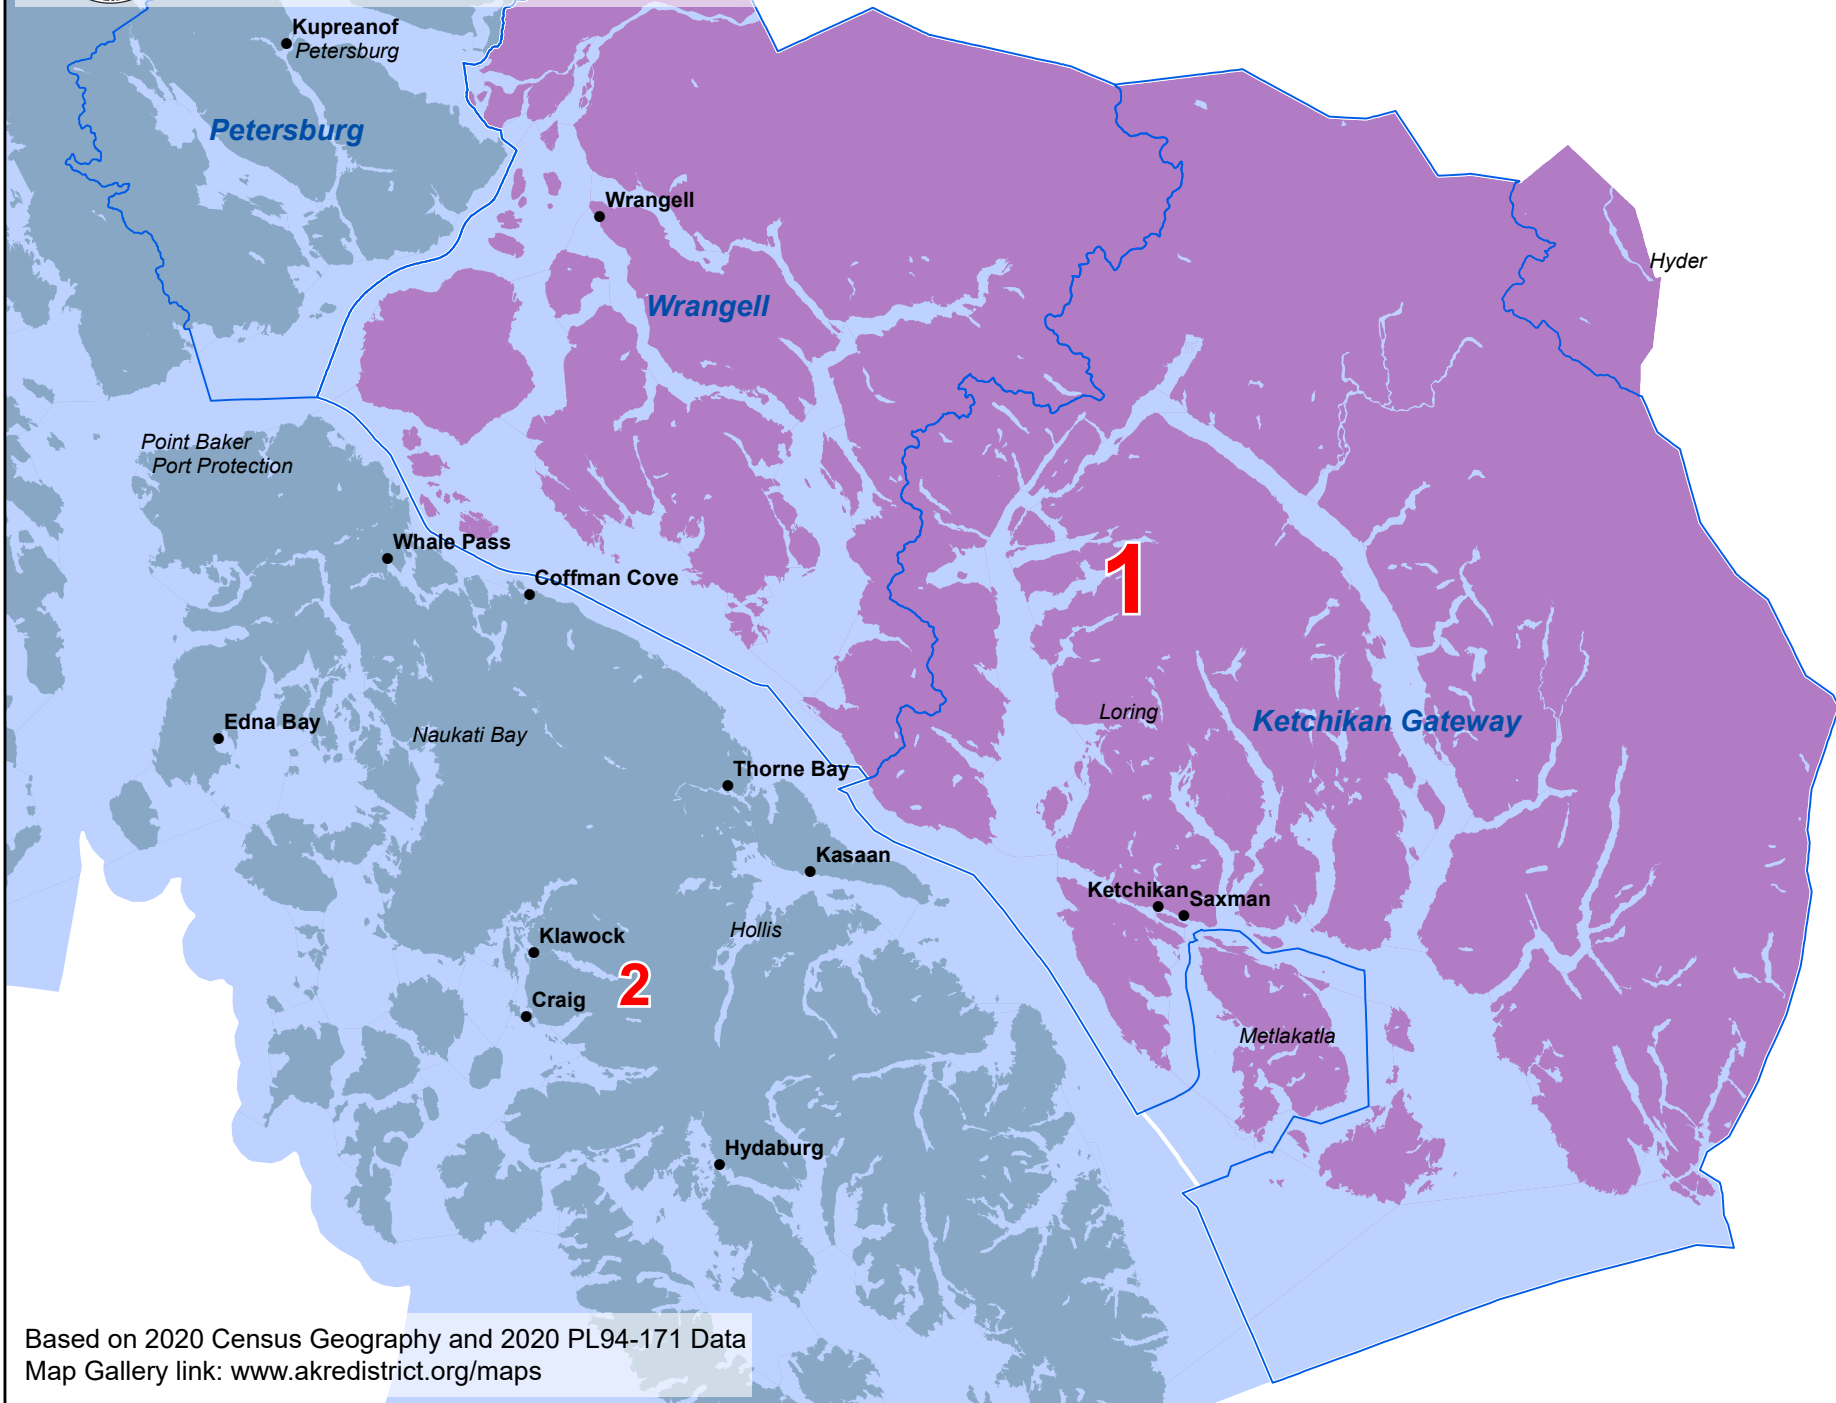 Kupreanof
Petersburg
Petersburg
Wrangell
Hyder
Wrangell
Point Baker
Port Protection
Whale Pass
Coffman Cove
1
Loring
Edna Bay
Naukati Bay
Ketchikan Gateway
Thorne Bay
Kasaan
Ketchikan
Saxman
Hollis
Klawock
2
Craig
Metlakatla
Hydaburg
Based on 2020 Census Geography and 2020 PL94-171 Data
Map Gallery link: www.akredistrict.org/maps